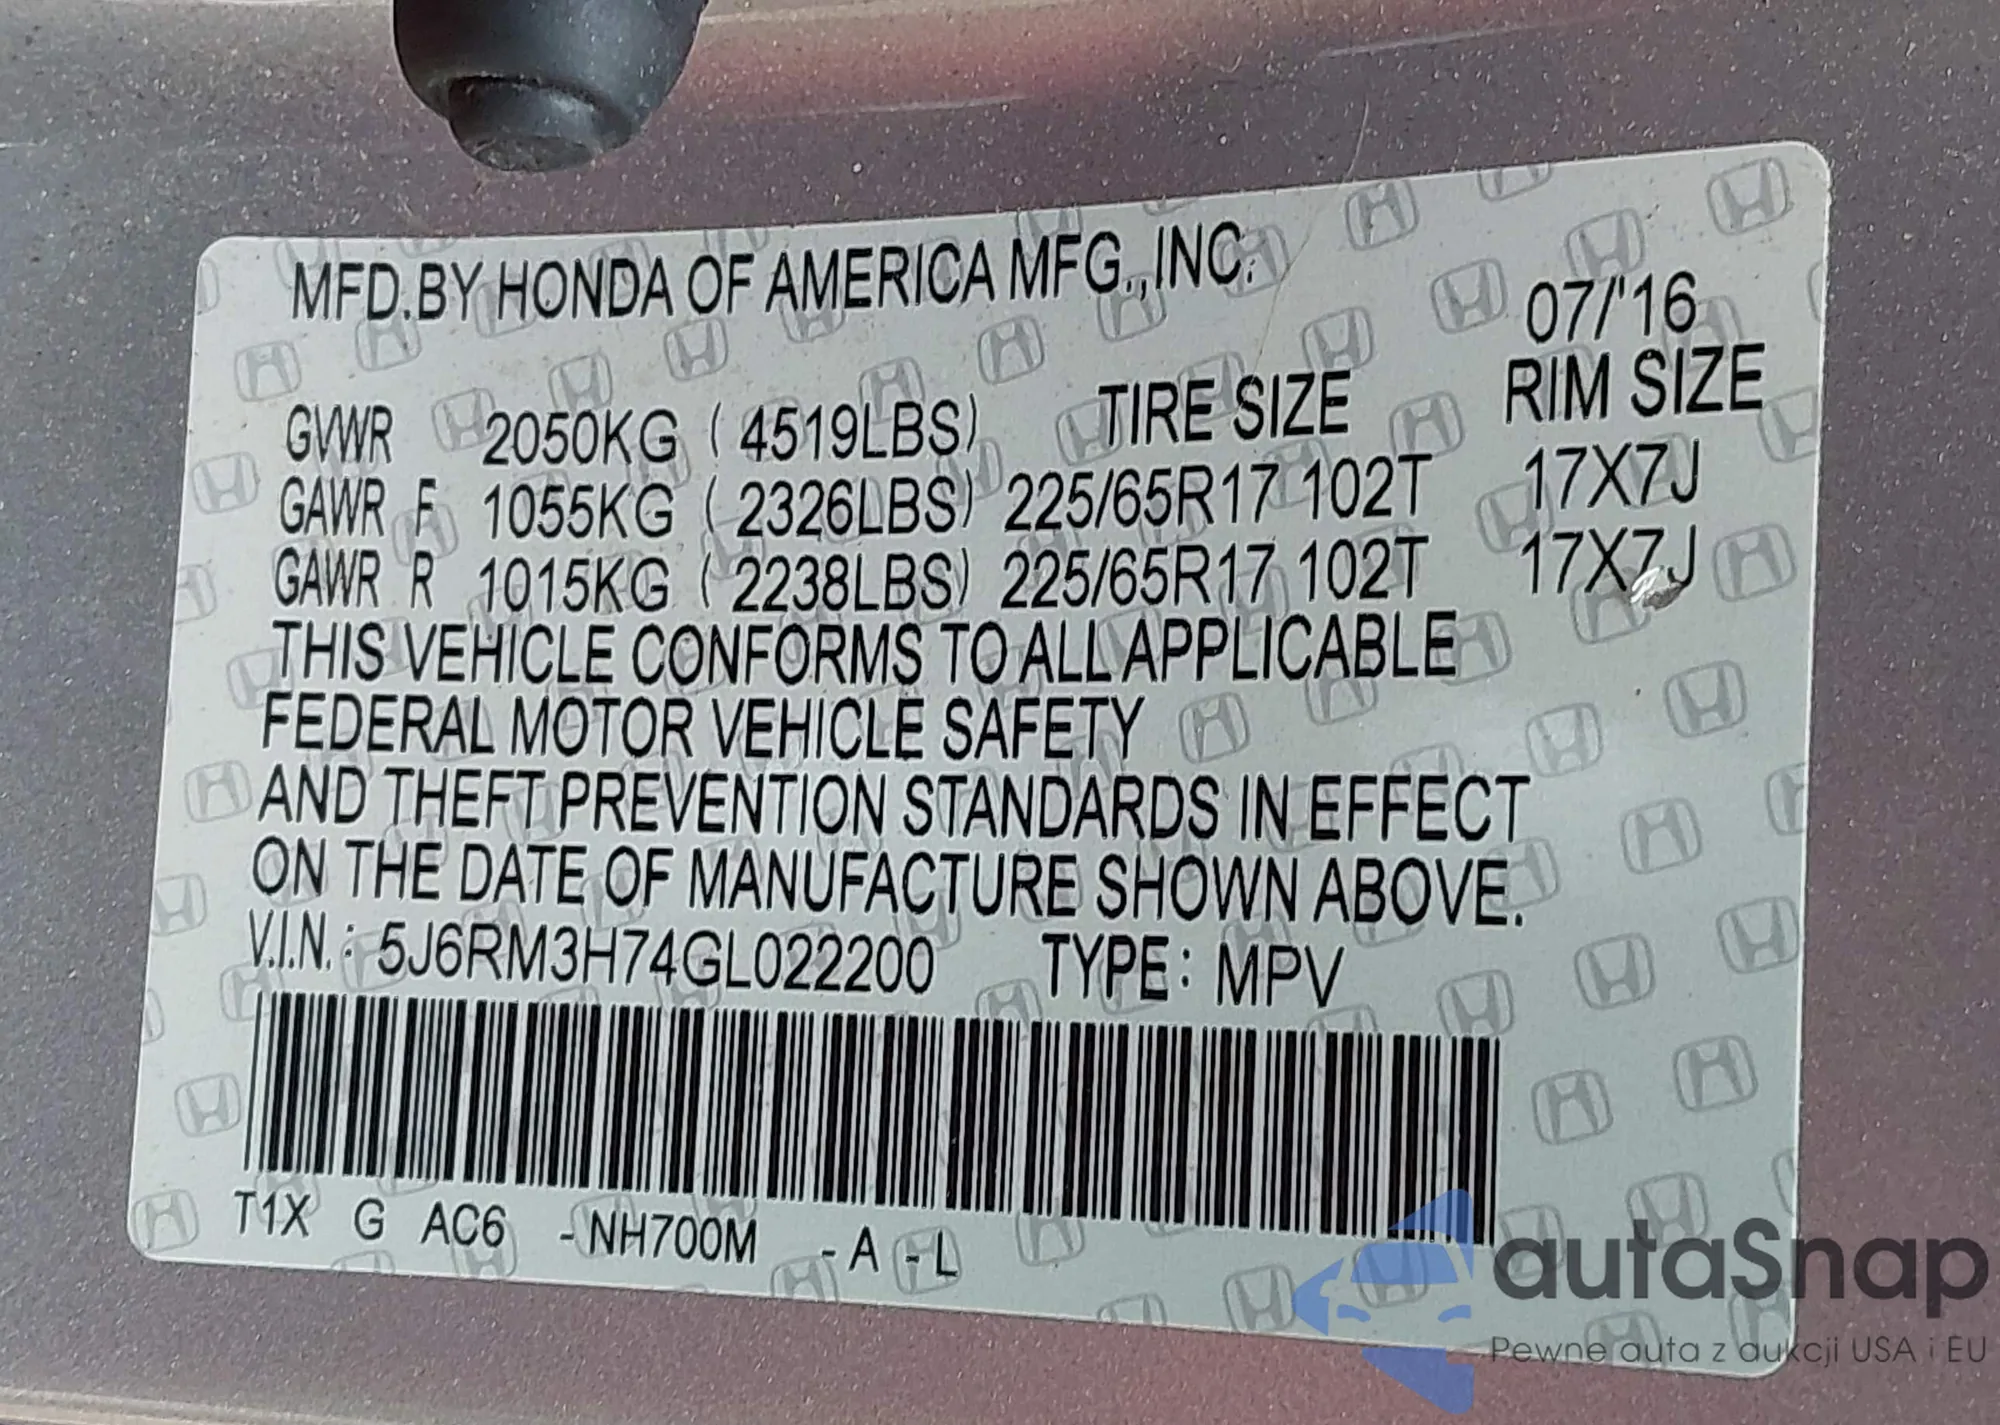 MFD.BY HONDA OF AMERICA MFG.,INC.
07/'16
TIRE SIZE RIM SIZE
GVWR 2050KG ( 4519LBS)
GAWR F 1055KG ( 2326LBS) 225/65R17 102T 17X7J
GAWR R 1015KG ( 2238LBS) 225/65R17 102T 17X7J
THIS VEHICLE CONFORMS TO ALL APPLICABLE
FEDERAL MOTOR VEHICLE SAFETY
AND THEFT PREVENTION STANDARDS IN EFFECT
ON THE DATE OF MANUFACTURE SHOWN ABOVE.
V.I.N.: 5J6RM3H74GL022200 TYPE: MPV
T1X G AC6 -NH700M -A -L
autaSnap
Pewne auta z aukcji USA i EU